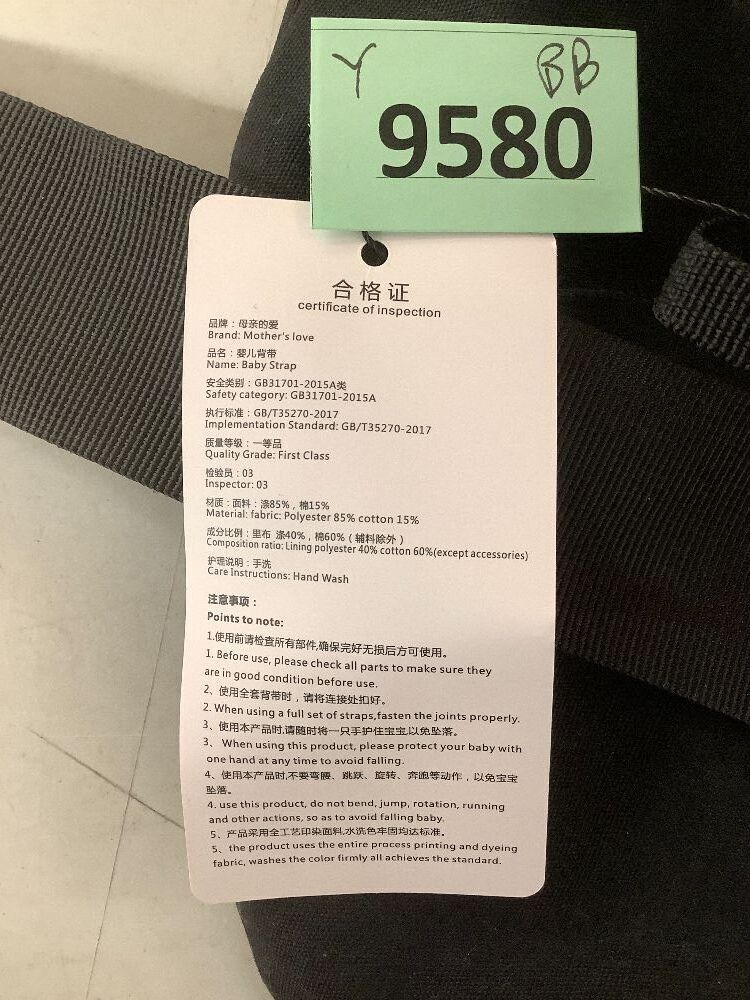 Y BB
9580
合格证
certificate of inspection
品牌：母亲的爱
Brand: Mother's love
品名：婴儿背带
Name: Baby Strap
安全类别：GB31701-2015A类
Safety category: GB31701-2015A
执行标准：GB/T35270-2017
Implementation Standard: GB/T35270-2017
质量等级：一等品
Quality Grade: First Class
检验员：03
Inspector: 03
材质：面料：涤85%，棉15%
Material: fabric: Polyester 85% cotton 15%
成分比例：里布 涤40%，棉60%（辅料除外）
Composition ratio: Lining polyester 40% cotton 60%(except accessories)
护理说明：手洗
Care Instructions: Hand Wash
注意事项：
Points to note:
1.使用前请检查所有部件,确保完好无损后方可使用。
1. Before use, please check all parts to make sure they
are in good condition before use.
2、使用全套背带时，请将连接处扣好。
2. When using a full set of straps,fasten the joints properly.
3、使用本产品时,请随时将一只手护住宝宝,以免坠落。
3、When using this product, please protect your baby with
one hand at any time to avoid falling.
4、使用本产品时,不要弯腰、跳跃、旋转、奔跑等动作，以免宝宝
坠落。
4. use this product, do not bend, jump, rotation, running
and other actions, so as to avoid falling baby.
5、产品采用全工艺印染面料,水洗色牢固均达标准。
5、the product uses the entire process printing and dyeing
fabric, washes the color firmly all achieves the standard.